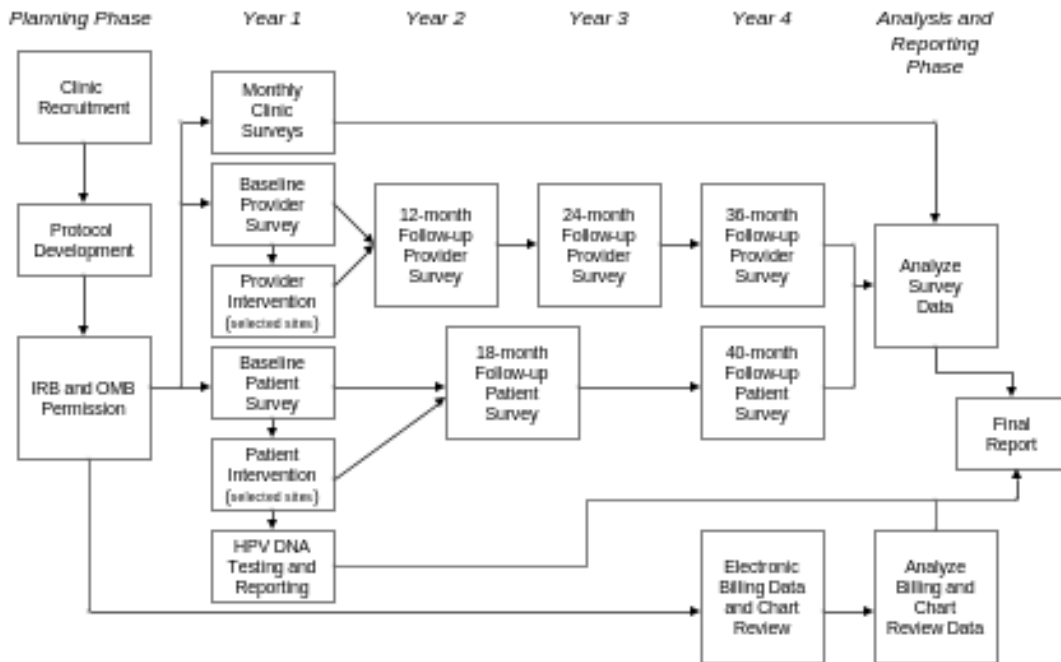 Planning Phase
Year 1
Year 2
Year 3
Year 4
Analysis and
Reporting
Phase
Clinic
Recruitment
Protocol
Development
IRB and OMB
Permission
Monthly
Clinic
Surveys
Baseline
Provider
Survey
Provider
Intervention
(selected sites)
Baseline
Patient
Survey
Patient
Intervention
(selected sites)
HPV DNA
Testing and
Reporting
12-month
Follow-up
Provider
Survey
18-month
Follow-up
Patient
Survey
24-month
Follow-up
Provider
Survey
36-month
Follow-up
Provider
Survey
40-month
Follow-up
Patient
Survey
Electronic
Billing Data
and Chart
Review
Analyze
Survey
Data
Final
Report
Analyze
Billing and
Chart
Review Data